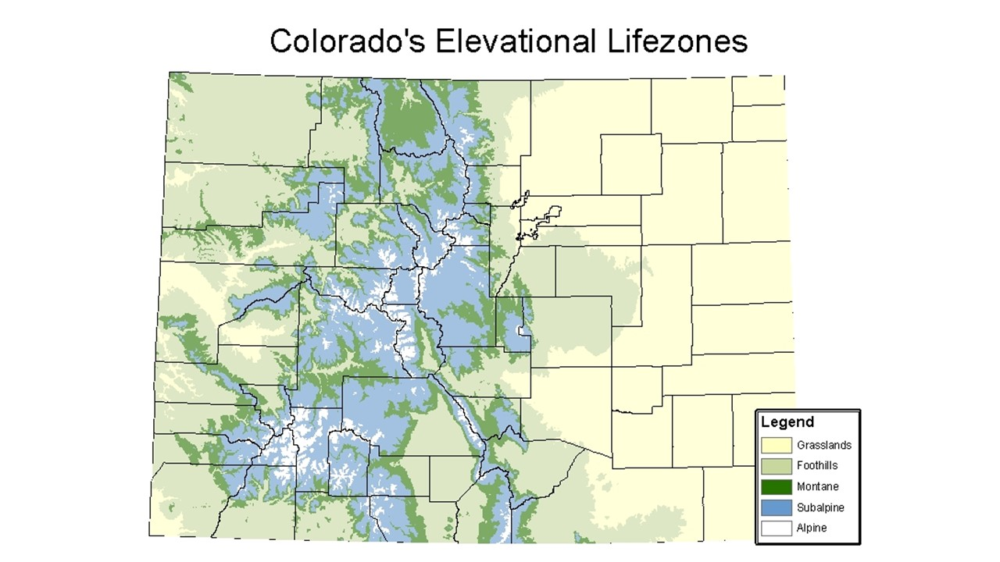 Colorado's Elevational Lifezones
Legend
Grasslands
Foothills
Montane
Subalpine
Alpine